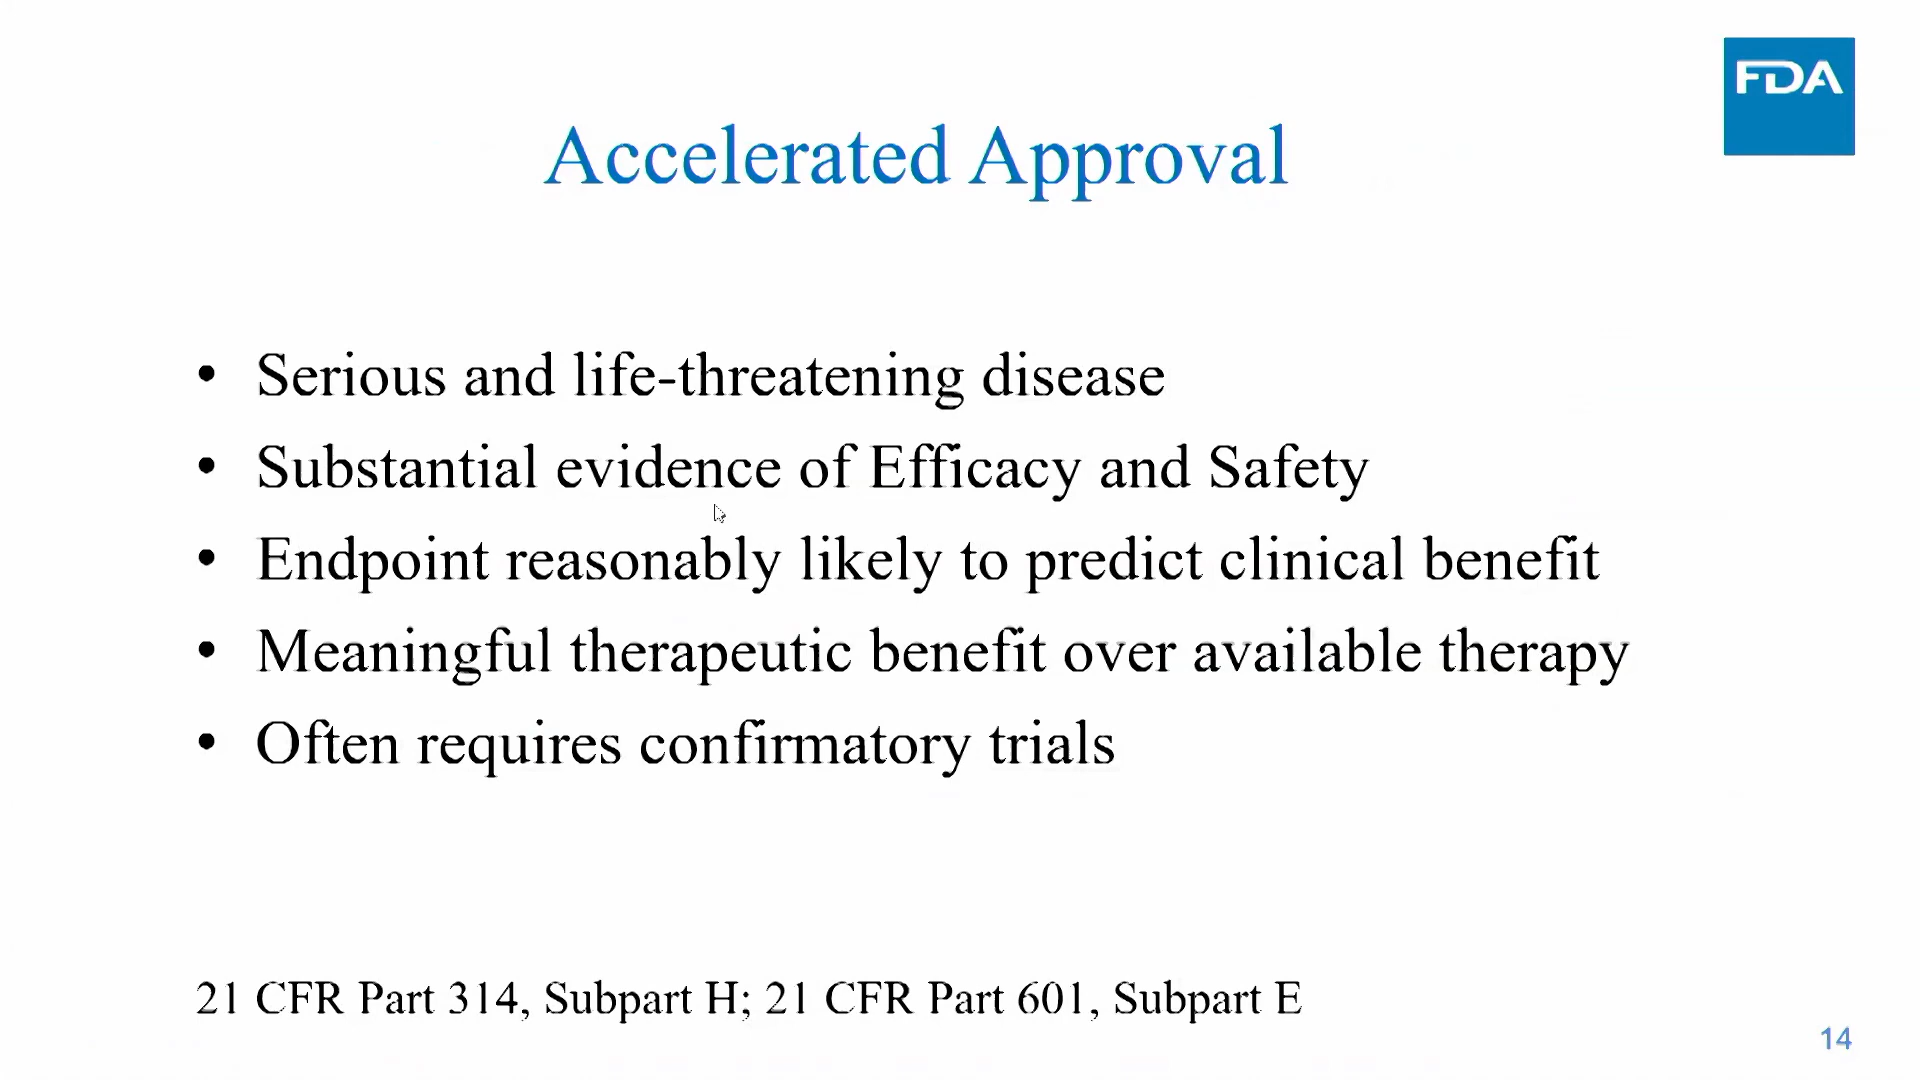 FDA
Accelerated Approval
• Serious and life-threatening disease
• Substantial evidence of Efficacy and Safety
• Endpoint reasonably likely to predict clinical benefit
• Meaningful therapeutic benefit over available therapy
• Often requires confirmatory trials
21 CFR Part 314, Subpart H; 21 CFR Part 601, Subpart E
14